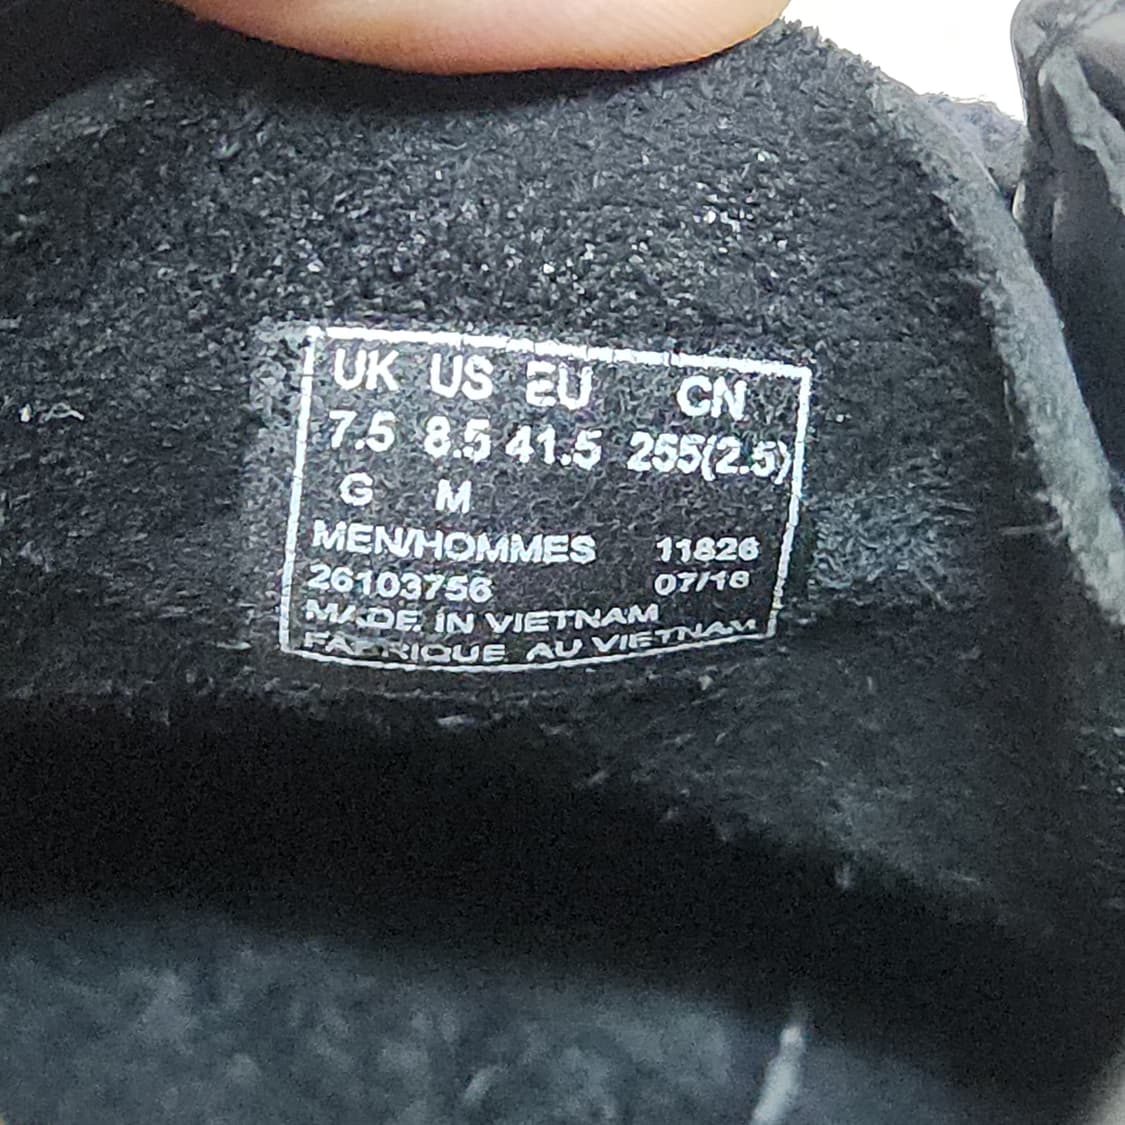 UK US EU CN
7.5 8.5 41.5 255(2.5)
G M
MEN/HOMMES 11826
26103756 07/18
MADE IN VIETNAM
FABRIQUE AU VIETNAM